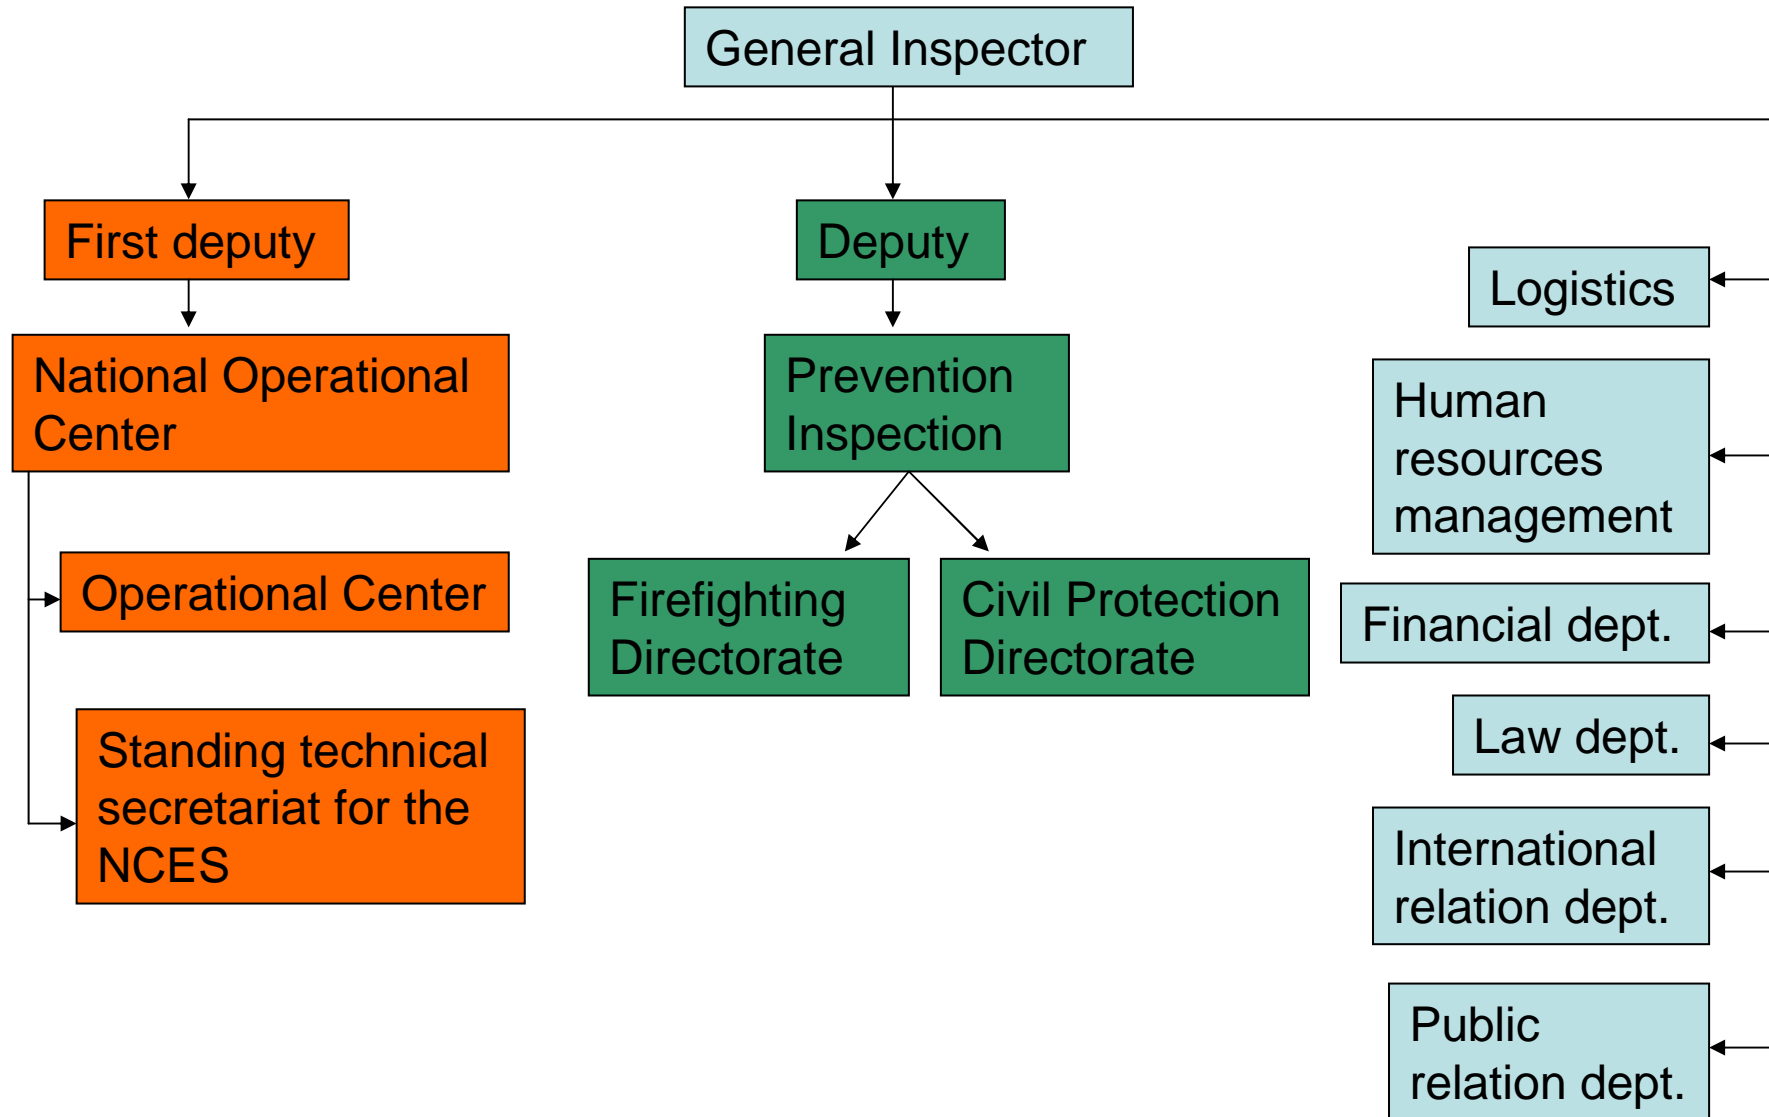 General Inspector
First deputy
Deputy
Logistics
National Operational
Center
Prevention
Inspection
Human
resources
management
Operational Center
Firefighting
Directorate
Civil Protection
Directorate
Financial dept.
Standing technical
secretariat for the
NCES
Law dept.
International
relation dept.
Public
relation dept.